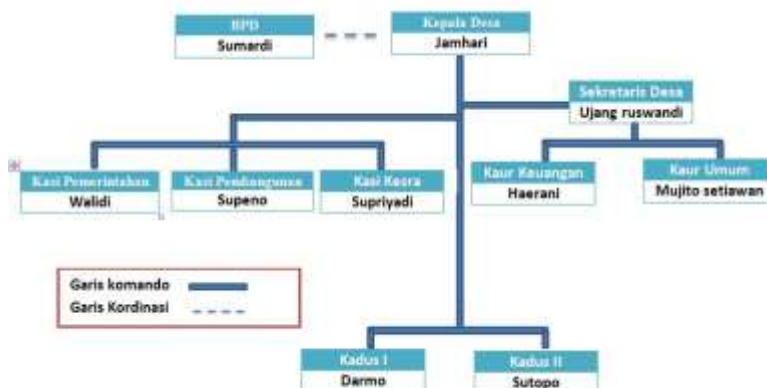 BPD
Sumardi
Kepala Desa
Jamhari
Sekretaris Desa
Ujang ruswandi
Kasi Pemerintahan
Walidi
Kasi Pembangunan
Supeno
Kasi Kesra
Supriyadi
Kaur Keuangan
Haerani
Kaur Umum
Mujito setiawan
Garis komando
Garis Kordinasi
Kadus I
Darmo
Kadus II
Sutopo